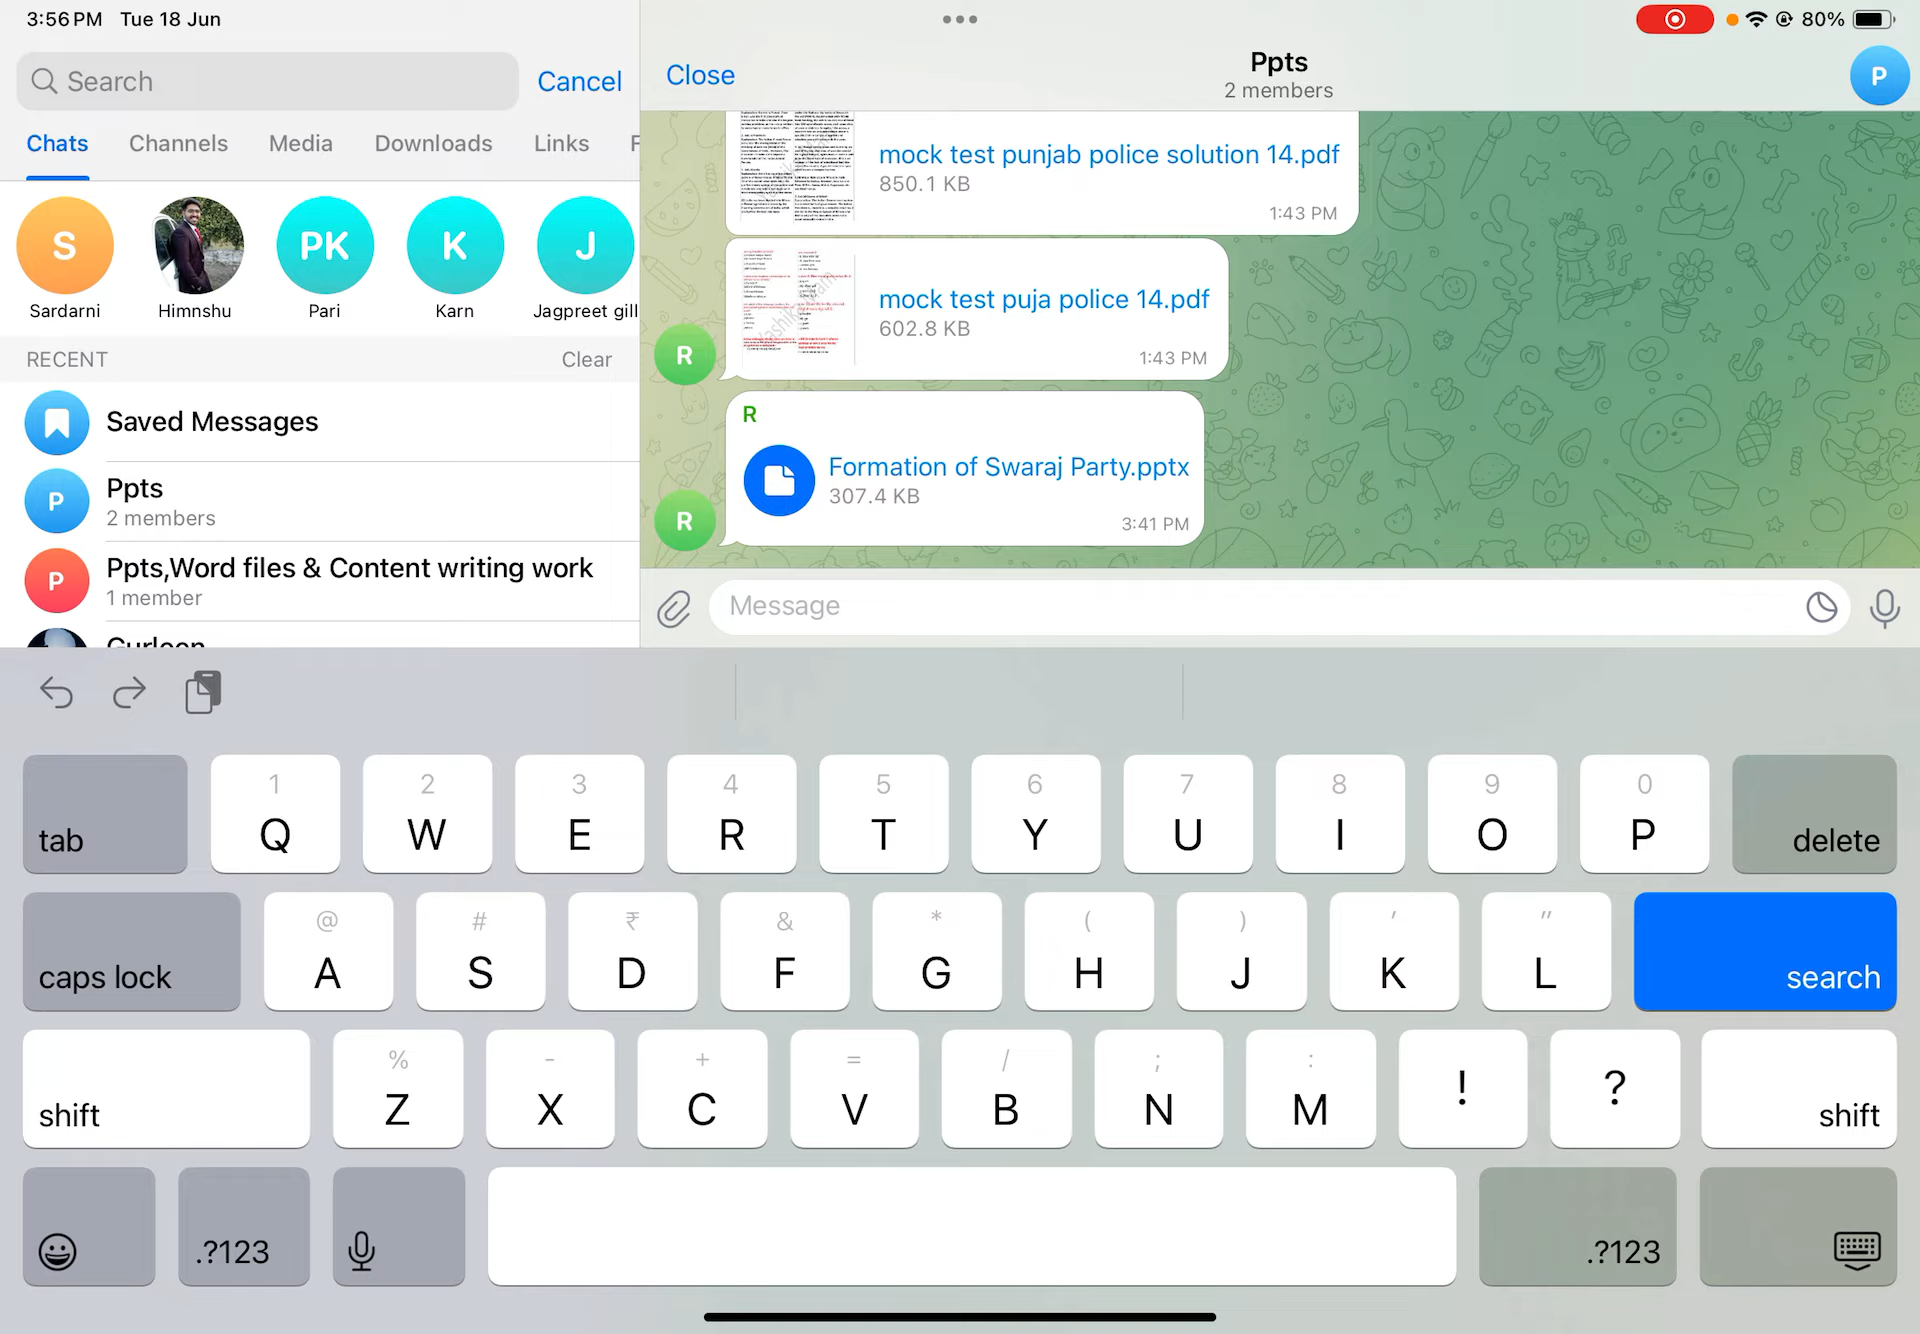 3:56 PM Tue 18 Jun
80%
Search
Cancel
Chats
Channels
Media
Downloads
Links
F
S
PK
K
J
Sardarni
Himnshu
Pari
Karn
Jagpreet gill
RECENT
Clear
Saved Messages
P
Ppts
2 members
P
Ppts,Word files & Content writing work
1 member
Gurleen
Close
Ppts
2 members
P
mock test punjab police solution 14.pdf
850.1 KB
1:43 PM
mock test puja police 14.pdf
602.8 KB
1:43 PM
R
R
Formation of Swaraj Party.pptx
307.4 KB
3:41 PM
R
Message
1 2 3 4 5 6 7 8 9 0
tab Q W E R T Y U I O P delete
@ # ₹ & * ( ) ' "
caps lock A S D F G H J K L search
% - + = / ; :
shift Z X C V B N M ! ? shift
.?123 .?123